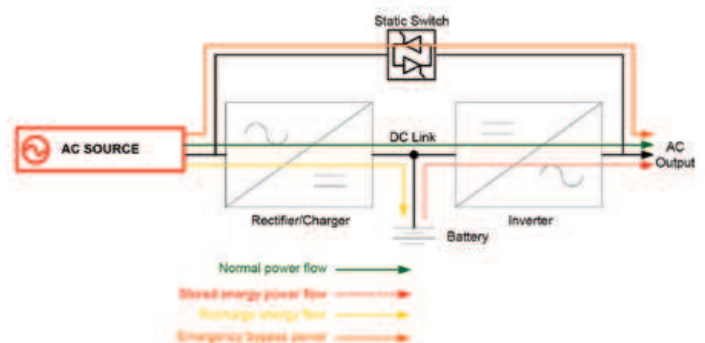 Static Switch
AC SOURCE
DC Link
AC
Output
Rectifier/Charger
Inverter
Battery
Normal power flow
Stored energy power flow
Recharge energy flow
Emergency bypass power